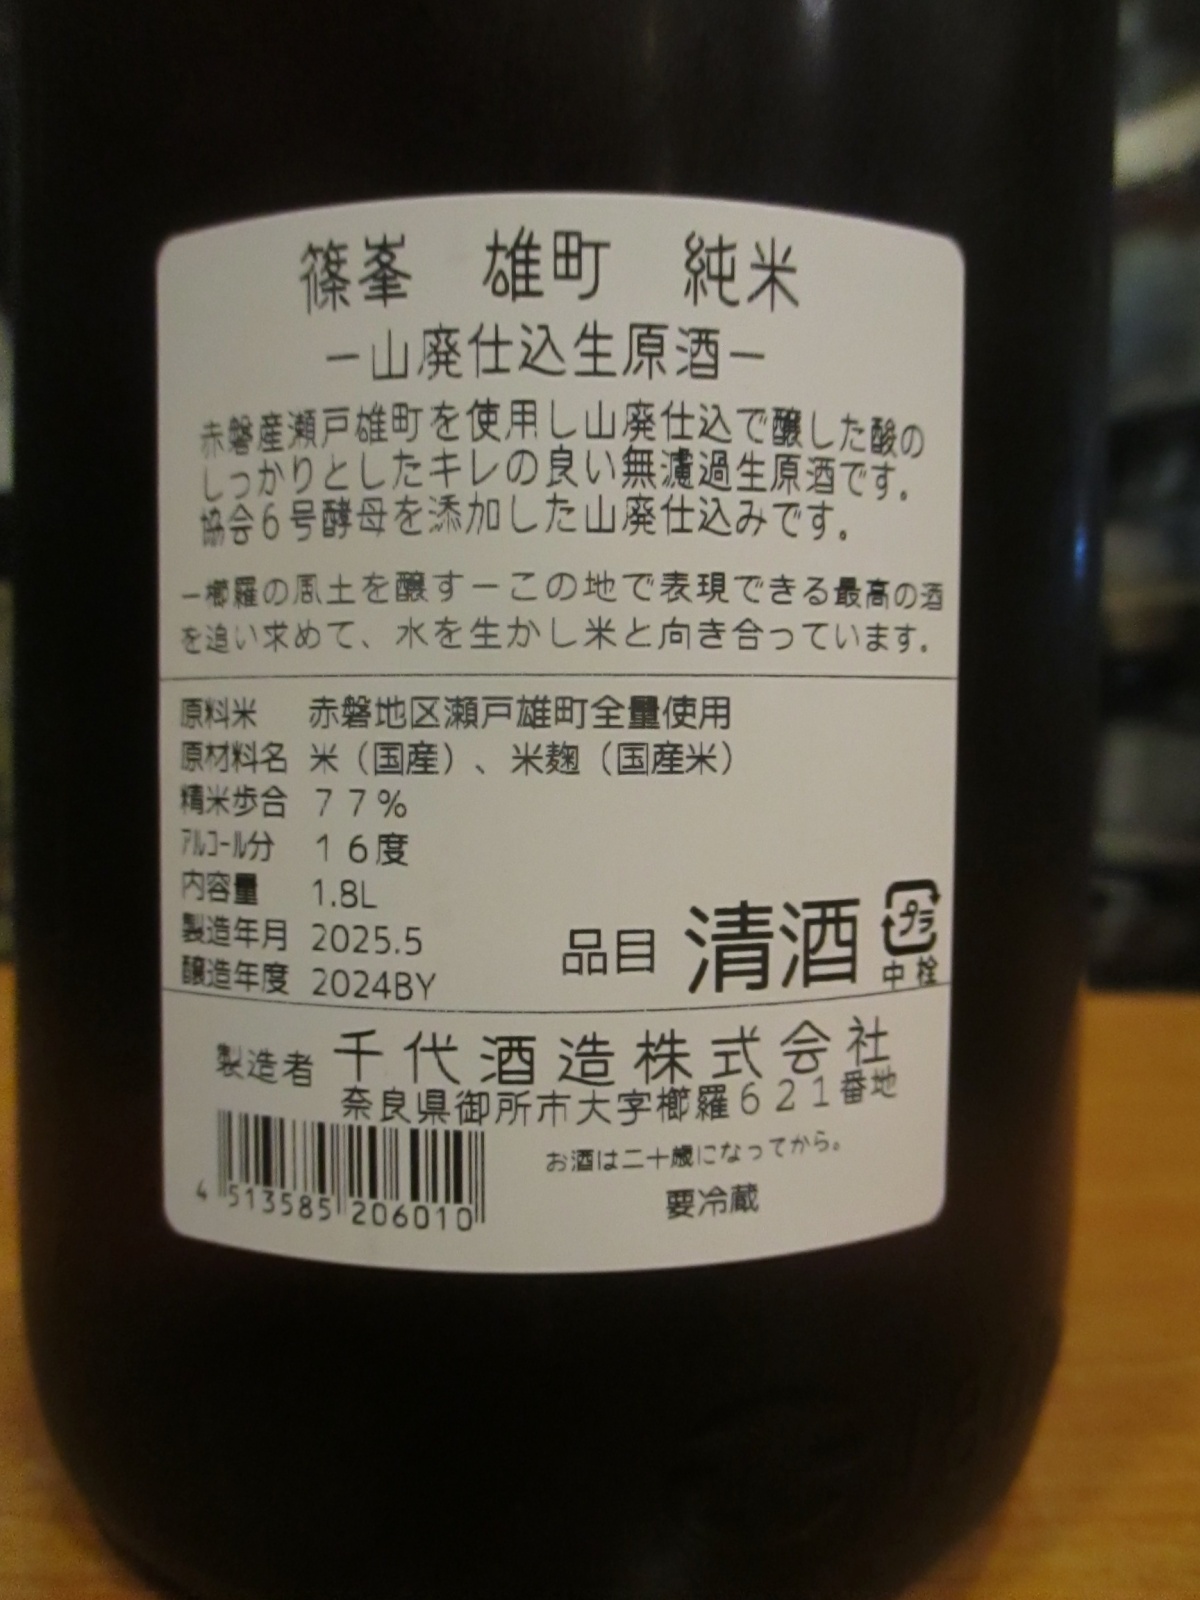 篠峯 雄町 純米
ー山廃仕込生原酒ー
赤磐産瀬戸雄町を使用し山廃仕込で醸した酸の
しっかりとしたキレの良い無濾過生原酒です。
協会6号酵母を添加した山廃仕込みです。
ー櫛羅の風土を醸すーこの地で表現できる最高の酒
を追い求めて、水を生かし米と向き合っています。
原料米 赤磐地区瀬戸雄町全量使用
原材料名 米（国産）、米麹（国産米）
精米歩合 77%
アルコール分 16度
内容量 1.8L
製造年月 2025.5
醸造年度 2024BY
品目 清酒
プラ
中栓
製造者 千代酒造株式会社
奈良県御所市大字櫛羅621番地
お酒は二十歳になってから。
要冷蔵
4 513585 206010